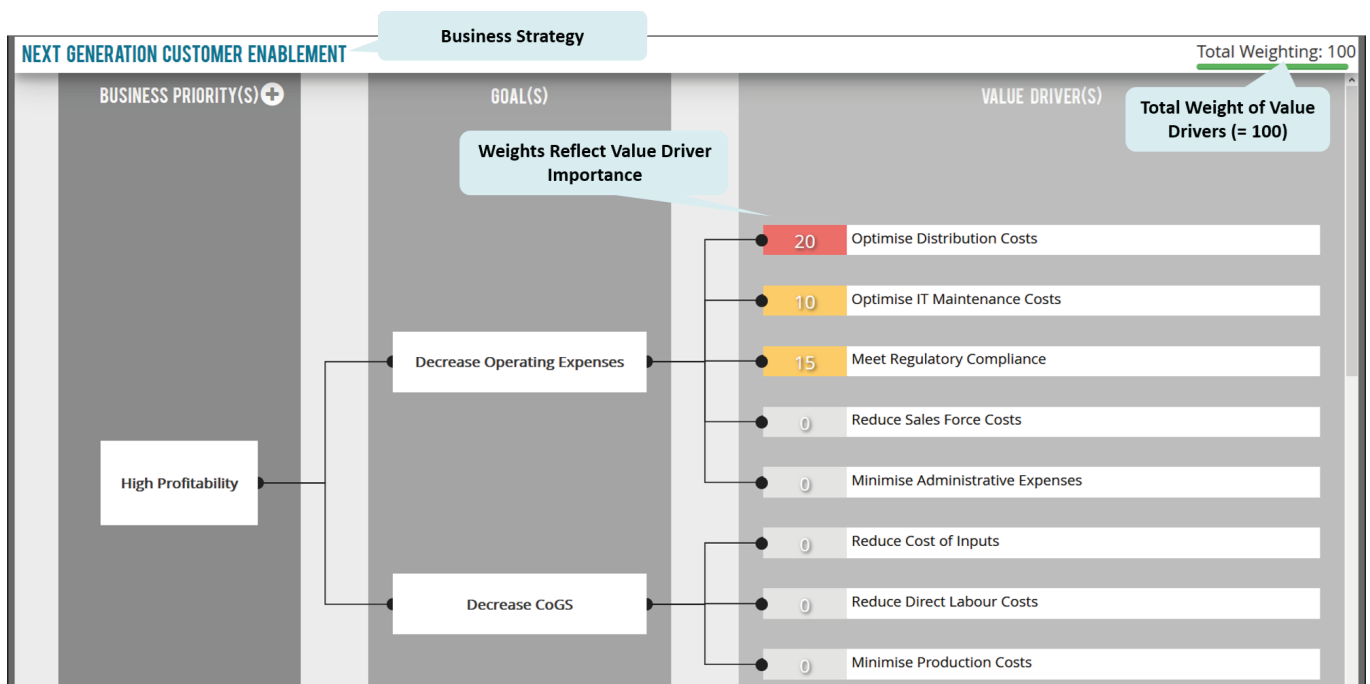 Business Strategy
NEXT GENERATION CUSTOMER ENABLEMENT
Total Weighting: 100
BUSINESS PRIORITY(S)
GOAL(S)
VALUE DRIVER(S)
Total Weight of Value
Drivers (= 100)
Weights Reflect Value Driver
Importance
20 Optimise Distribution Costs
10 Optimise IT Maintenance Costs
Decrease Operating Expenses
15 Meet Regulatory Compliance
0 Reduce Sales Force Costs
High Profitability
0 Minimise Administrative Expenses
0 Reduce Cost of Inputs
Decrease CoGS
0 Reduce Direct Labour Costs
0 Minimise Production Costs